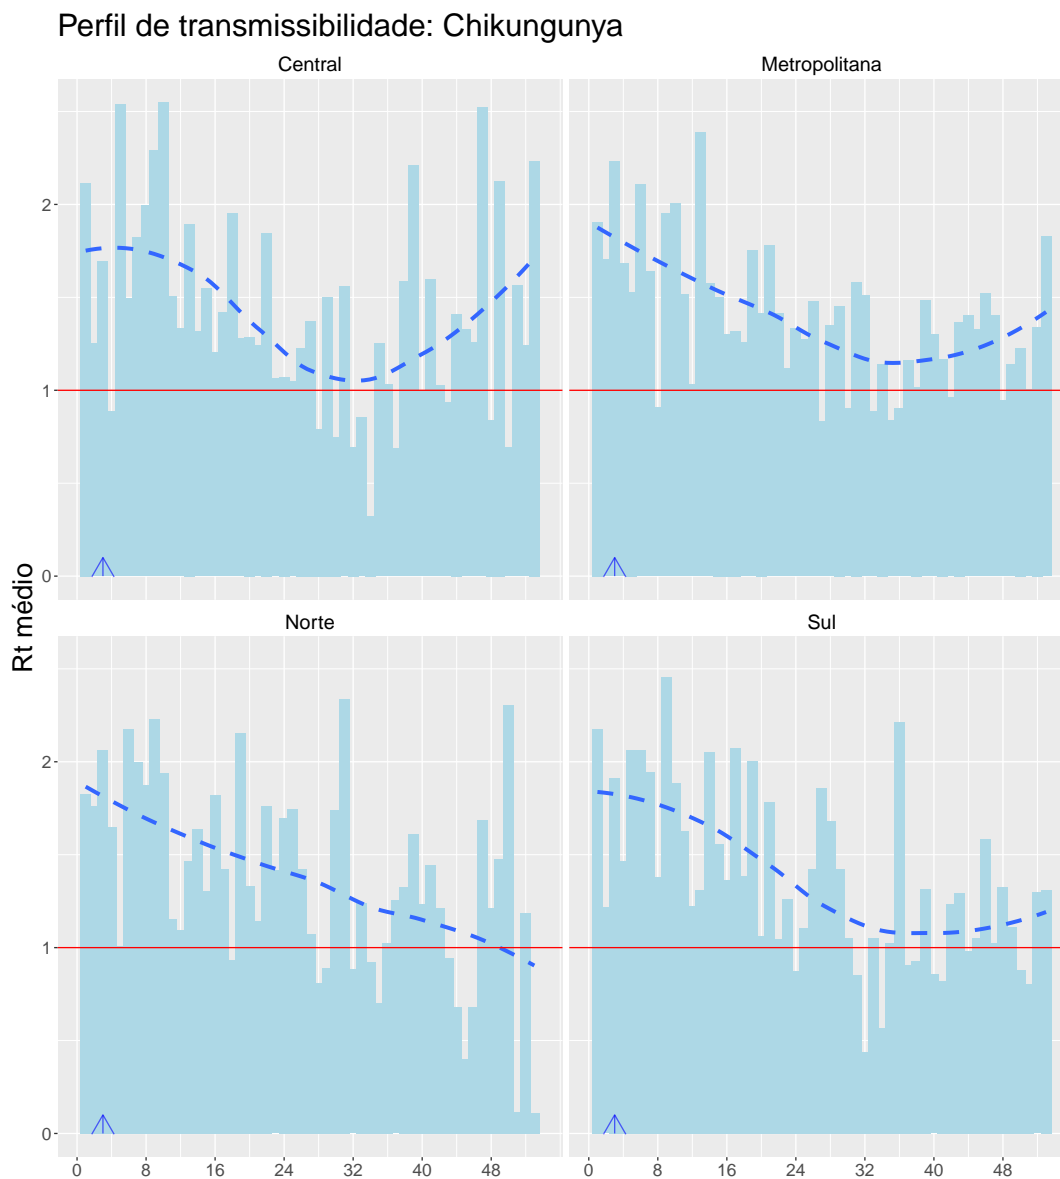 Perfil de transmissibilidade: Chikungunya
Central
Metropolitana
2
1
0
Rt médio
Norte
Sul
2
1
0
0 8 16 24 32 40 48
0 8 16 24 32 40 48